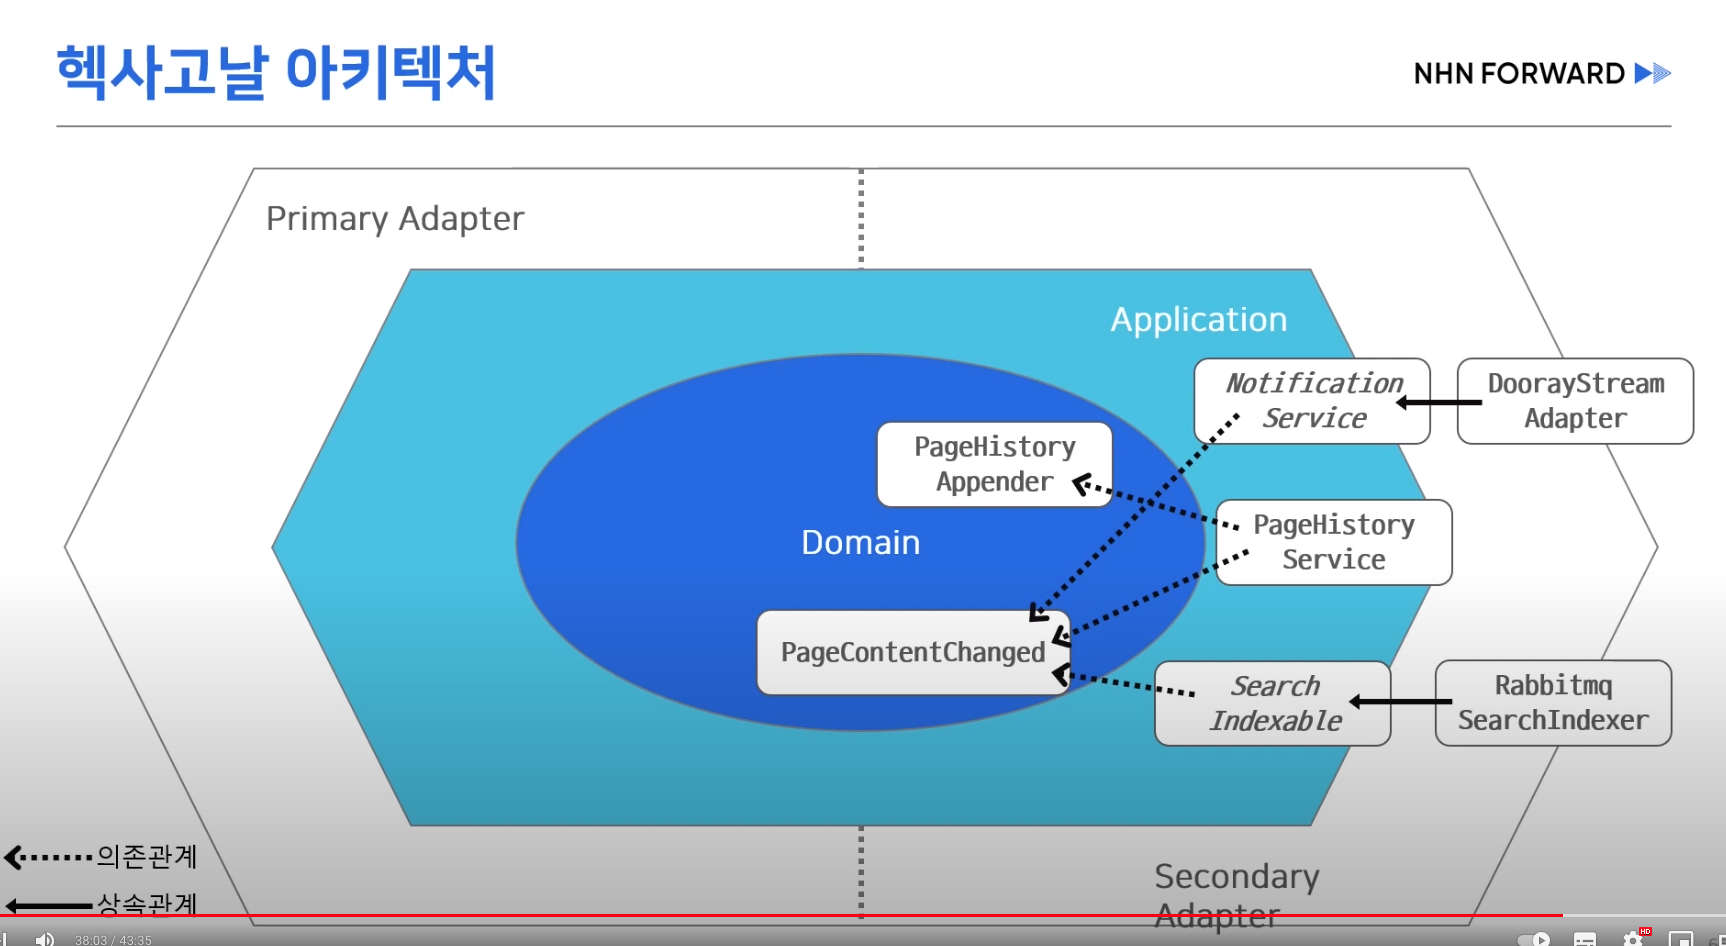 헥사고날 아키텍처
NHN FORWARD
Primary Adapter
Application
Notification
Service
DoorayStream
Adapter
PageHistory
Appender
PageHistory
Service
Domain
PageContentChanged
Search
Indexable
Rabbitmq
SearchIndexer
의존관계
상속관계
Secondary
Adapter
38:03 / 43:35
HD